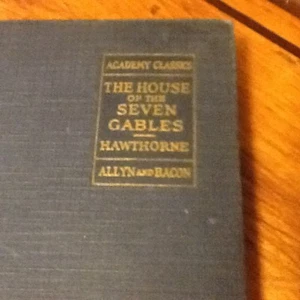 ACADEMY CLASSICS
THE HOUSE
OF THE
SEVEN
GABLES
HAWTHORNE
ALLYN AND BACON